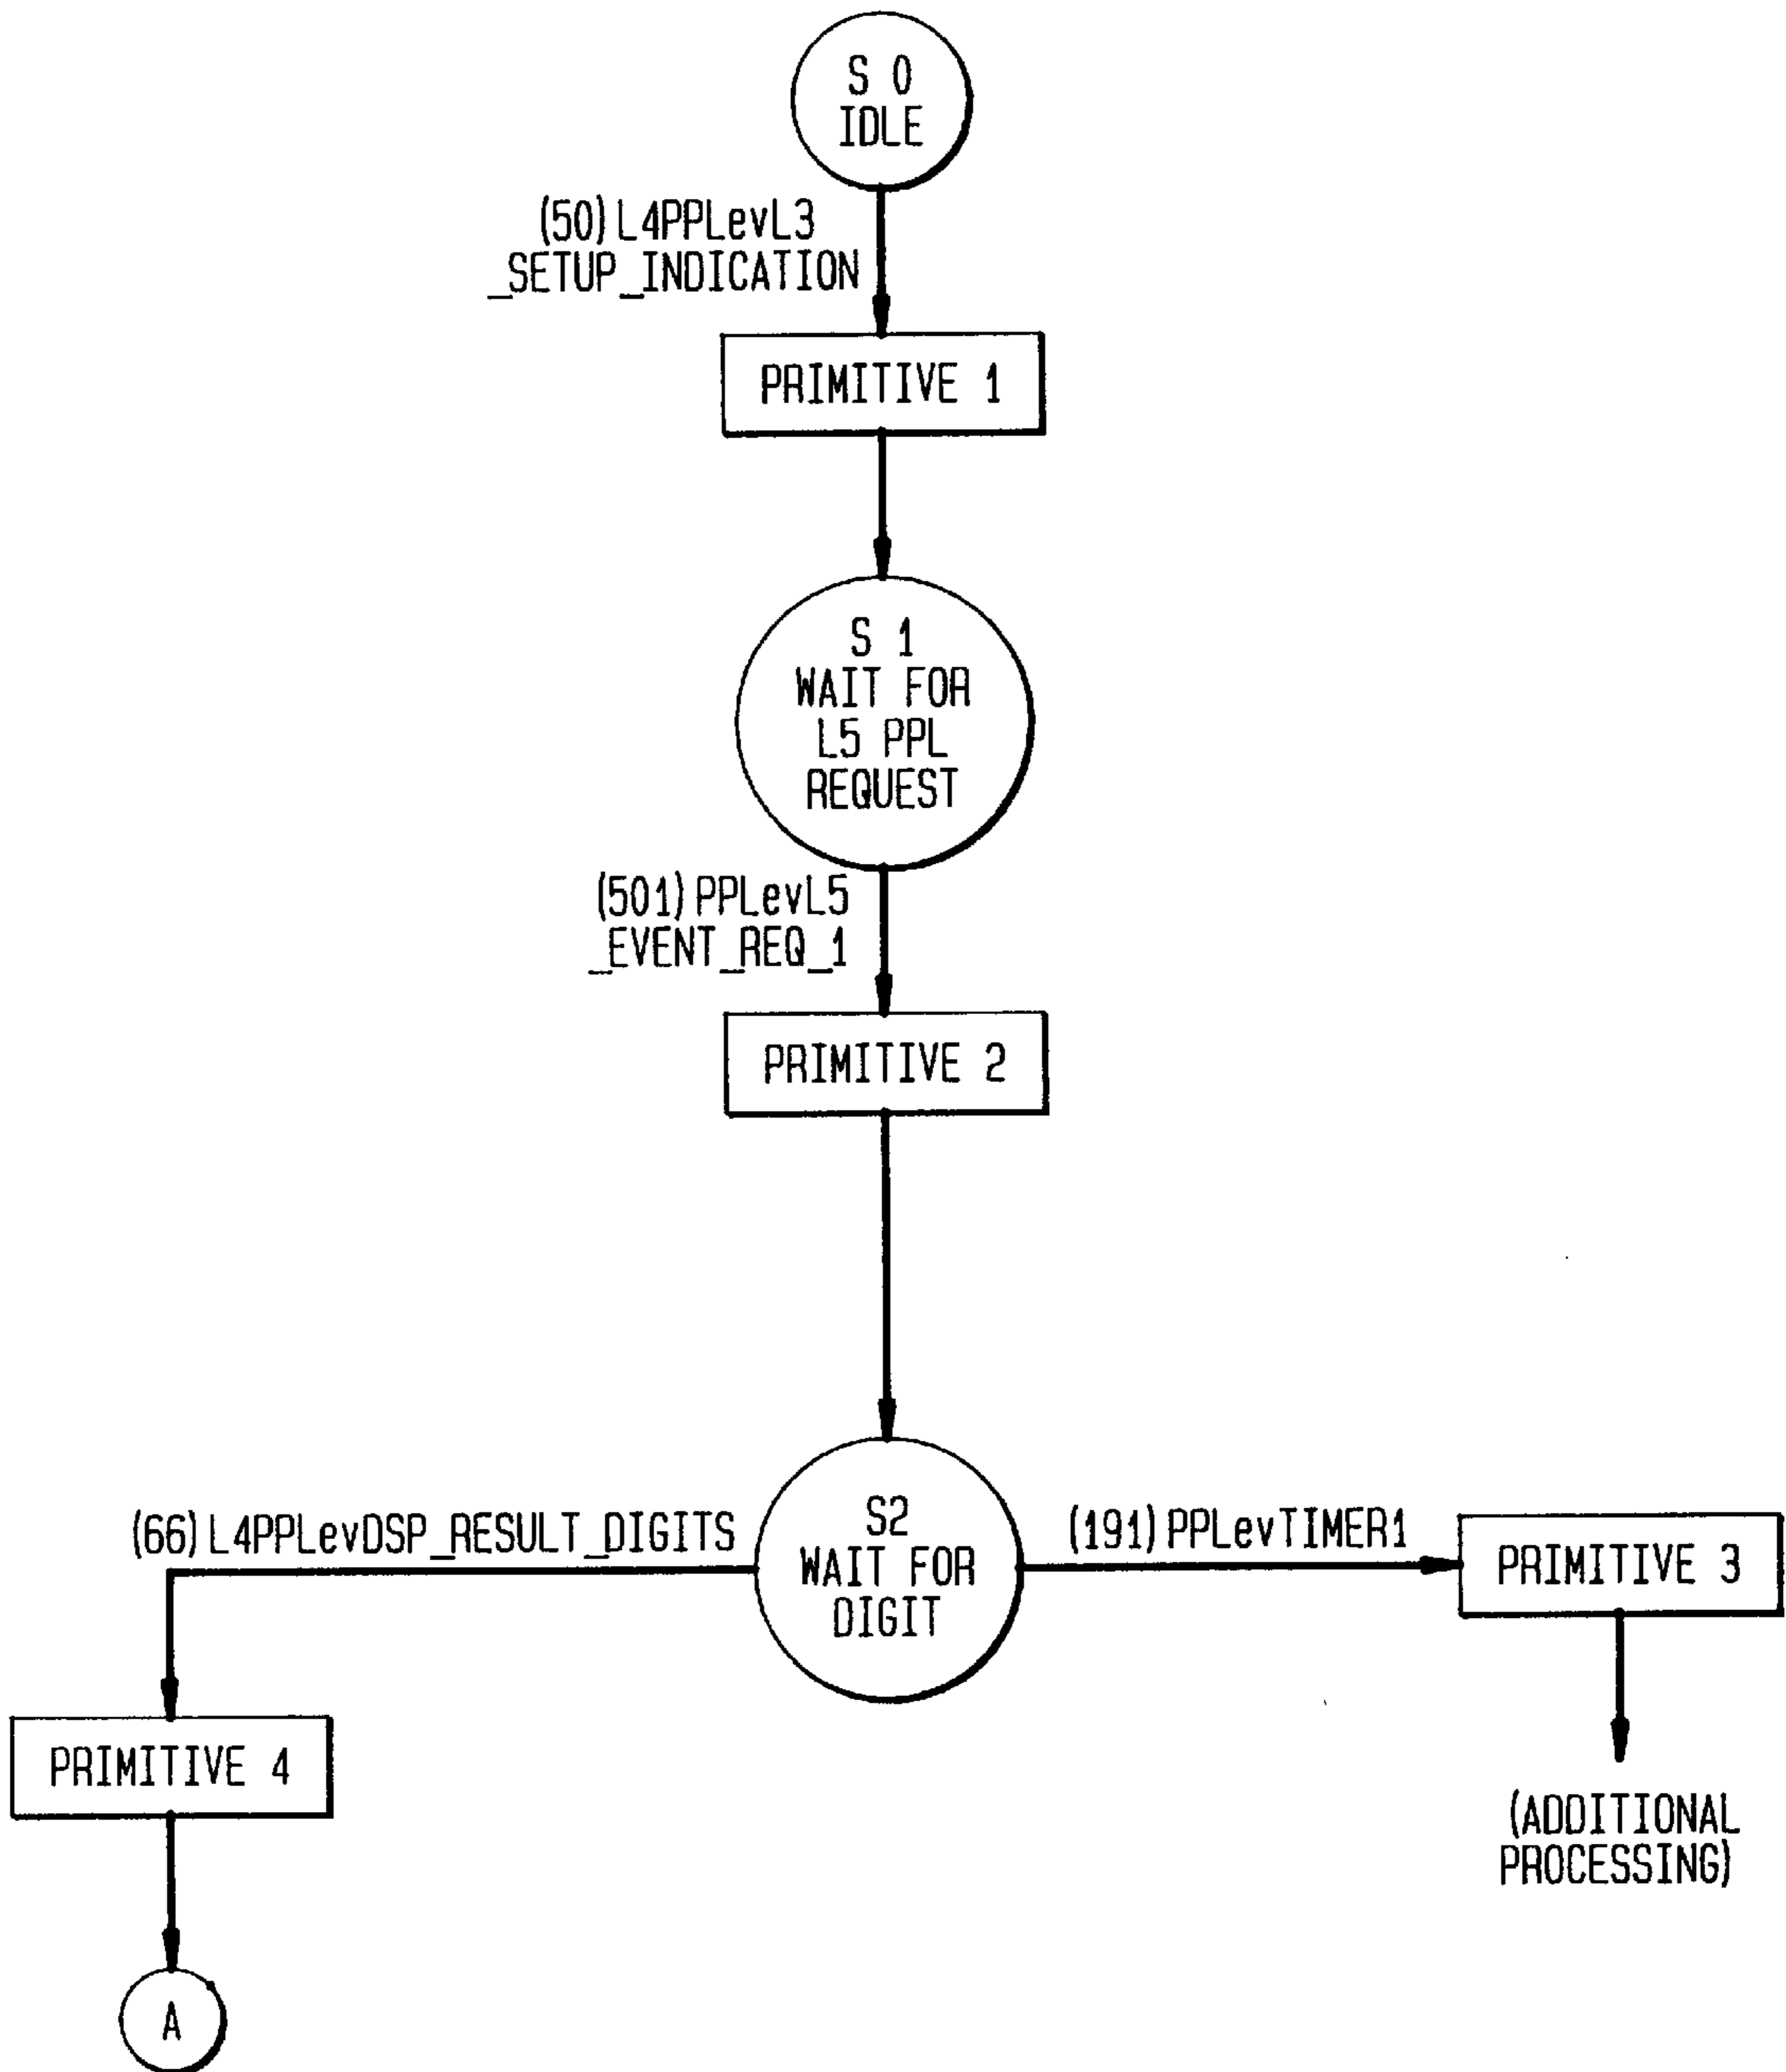 S 0
IDLE
(50) L4PPLevL3
_SETUP_INDICATION
PRIMITIVE 1
S 1
WAIT FOR
L5 PPL
REQUEST
(501) PPLevL5
_EVENT_REQ_1
PRIMITIVE 2
(66) L4PPLevDSP_RESULT_DIGITS
S2
WAIT FOR
DIGIT
(191) PPLevTIMER1
PRIMITIVE 3
PRIMITIVE 4
(ADDITIONAL
PROCESSING)
A